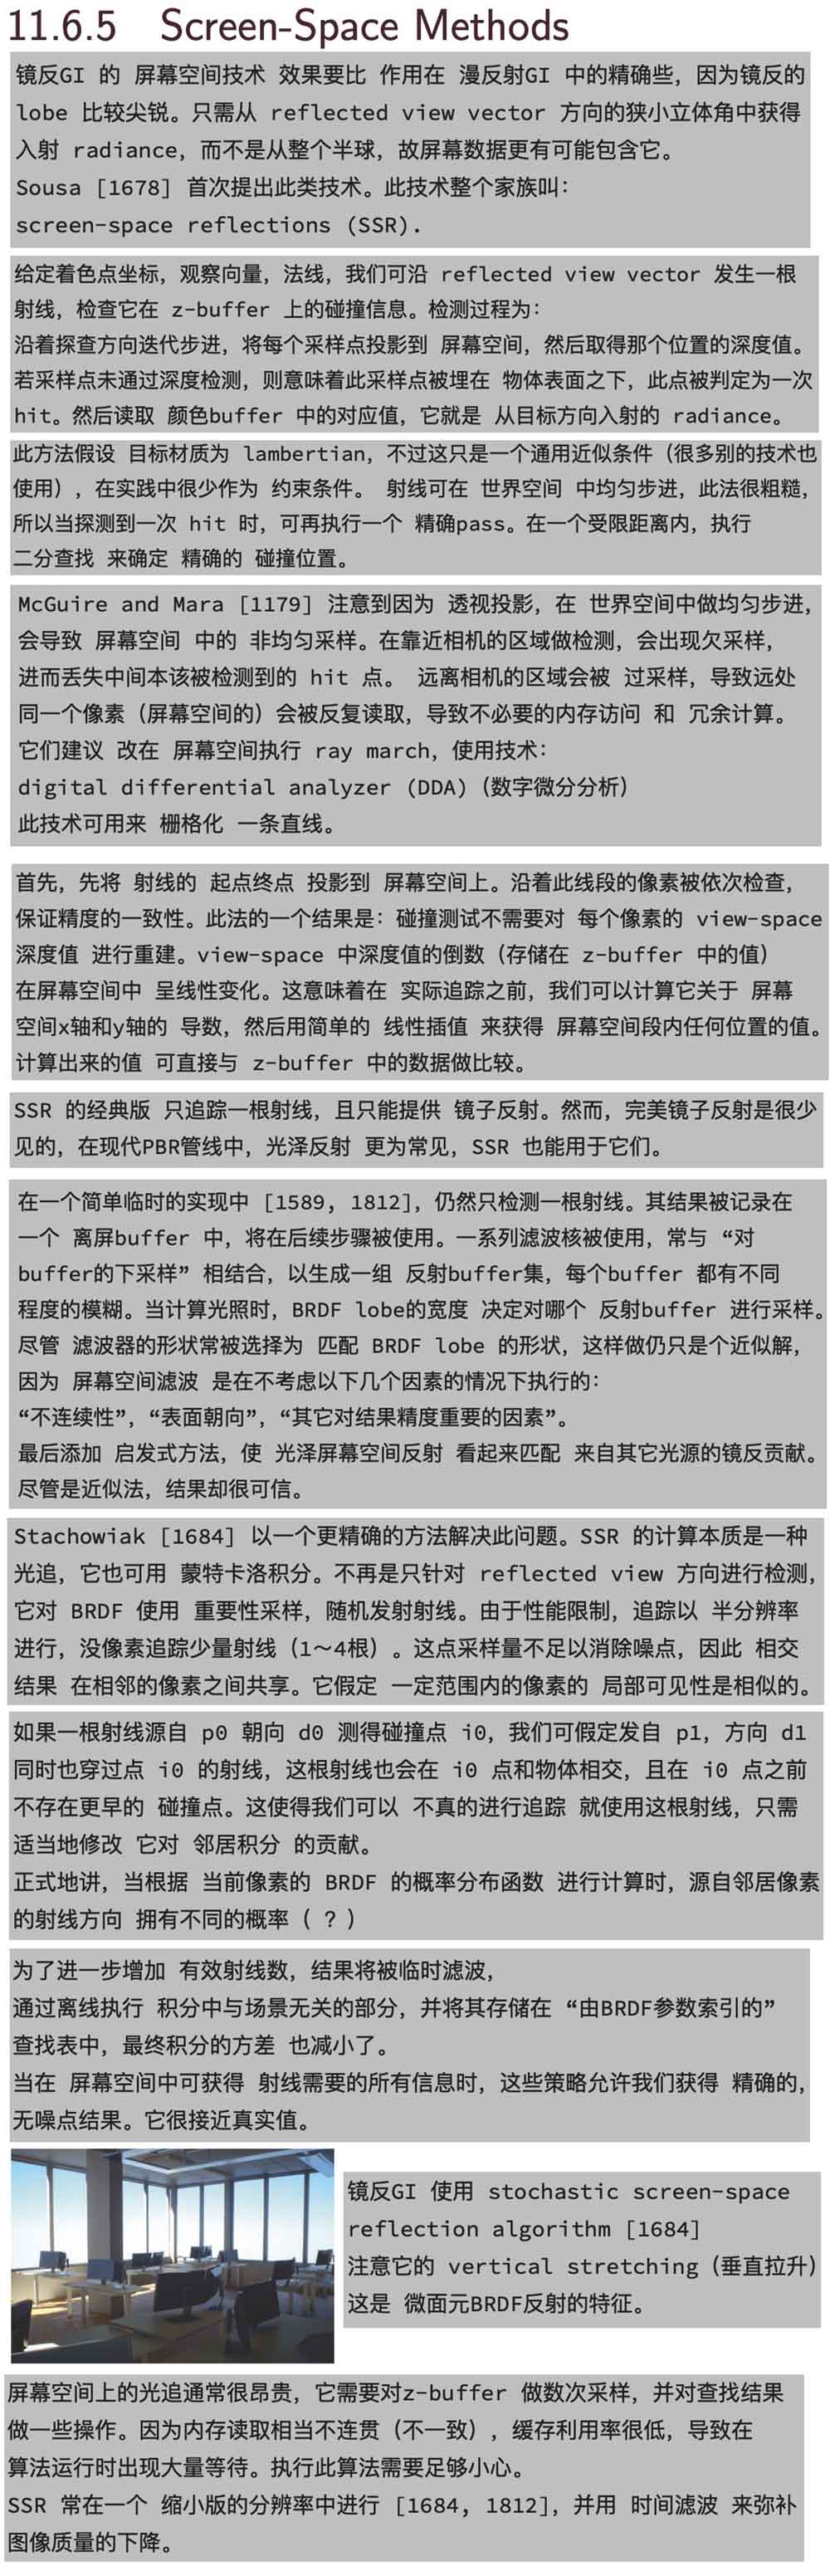 11.6.5 Screen-Space Methods
镜反GI 的 屏幕空间技术 效果要比 作用在 漫反射GI 中的精确些，因为镜反的
lobe 比较尖锐。只需从 reflected view vector 方向的狭小立体角中获得
入射 radiance，而不是从整个半球，故屏幕数据更有可能包含它。
Sousa [1678] 首次提出此类技术。此技术整个家族叫：
screen-space reflections (SSR).
给定着色点坐标，观察向量，法线，我们可沿 reflected view vector 发生一根
射线，检查它在 z-buffer 上的碰撞信息。检测过程为：
沿着探查方向迭代步进，将每个采样点投影到 屏幕空间，然后取得那个位置的深度值。
若采样点未通过深度检测，则意味着此采样点被埋在 物体表面之下，此点被判定为一次
hit。然后读取 颜色buffer 中的对应值，它就是 从目标方向入射的 radiance。
此方法假设 目标材质为 lambertian，不过这只是一个通用近似条件（很多别的技术也
使用），在实践中很少作为 约束条件。 射线可在 世界空间 中均匀步进，此法很粗糙，
所以当探测到一次 hit 时，可再执行一个 精确pass。在一个受限距离内，执行
二分查找 来确定 精确的 碰撞位置。
McGuire and Mara [1179] 注意到因为 透视投影，在 世界空间中做均匀步进，
会导致 屏幕空间 中的 非均匀采样。在靠近相机的区域做检测，会出现欠采样，
进而丢失中间本该被检测到的 hit 点。 远离相机的区域会被 过采样，导致远处
同一个像素（屏幕空间的）会被反复读取，导致不必要的内存访问 和 冗余计算。
它们建议 改在 屏幕空间执行 ray march，使用技术：
digital differential analyzer (DDA)（数字微分分析）
此技术可用来 栅格化 一条直线。
首先，先将 射线的 起点终点 投影到 屏幕空间上。沿着此线段的像素被依次检查，
保证精度的一致性。此法的一个结果是：碰撞测试不需要对 每个像素的 view-space
深度值 进行重建。view-space 中深度值的倒数（存储在 z-buffer 中的值）
在屏幕空间中 呈线性变化。这意味着在 实际追踪之前，我们可以计算它关于 屏幕
空间x轴和y轴的 导数，然后用简单的 线性插值 来获得 屏幕空间段内任何位置的值。
计算出来的值 可直接与 z-buffer 中的数据做比较。
SSR 的经典版 只追踪一根射线，且只能提供 镜子反射。然而，完美镜子反射是很少
见的，在现代PBR管线中，光泽反射 更为常见，SSR 也能用于它们。
在一个简单临时的实现中 [1589, 1812]，仍然只检测一根射线。其结果被记录在
一个 离屏buffer 中，将在后续步骤被使用。一系列滤波核被使用，常与 “对
buffer的下采样” 相结合，以生成一组 反射buffer集，每个buffer 都有不同
程度的模糊。当计算光照时，BRDF lobe的宽度 决定对哪个 反射buffer 进行采样。
尽管 滤波器的形状常被选择为 匹配 BRDF lobe 的形状，这样做仍只是个近似解，
因为 屏幕空间滤波 是在不考虑以下几个因素的情况下执行的：
“不连续性”，“表面朝向”，“其它对结果精度重要的因素”。
最后添加 启发式方法，使 光泽屏幕空间反射 看起来匹配 来自其它光源的镜反贡献。
尽管是近似法，结果却很可信。
Stachowiak [1684] 以一个更精确的方法解决此问题。SSR 的计算本质是一种
光追，它也可用 蒙特卡洛积分。不再是只针对 reflected view 方向进行检测，
它对 BRDF 使用 重要性采样，随机发射射线。由于性能限制，追踪以 半分辨率
进行，没像素追踪少量射线（1～4根）。这点采样量不足以消除噪点，因此 相交
结果 在相邻的像素之间共享。它假定 一定范围内的像素的 局部可见性是相似的。
如果一根射线源自 p0 朝向 d0 测得碰撞点 i0，我们可假定发自 p1，方向 d1
同时也穿过点 i0 的射线，这根射线也会在 i0 点和物体相交，且在 i0 点之前
不存在更早的 碰撞点。这使得我们可以 不真的进行追踪 就使用这根射线，只需
适当地修改 它对 邻居积分 的贡献。
正式地讲，当根据 当前像素的 BRDF 的概率分布函数 进行计算时，源自邻居像素
的射线方向 拥有不同的概率（ ? ）
为了进一步增加 有效射线数，结果将被临时滤波，
通过离线执行 积分中与场景无关的部分，并将其存储在 “由BRDF参数索引的”
查找表中，最终积分的方差 也减小了。
当在 屏幕空间中可获得 射线需要的所有信息时，这些策略允许我们获得 精确的，
无噪点结果。它很接近真实值。
镜反GI 使用 stochastic screen-space
reflection algorithm [1684]
注意它的 vertical stretching（垂直拉升）
这是 微面元BRDF反射的特征。
屏幕空间上的光追通常很昂贵，它需要对z-buffer 做数次采样，并对查找结果
做一些操作。因为内存读取相当不连贯（不一致），缓存利用率很低，导致在
算法运行时出现大量等待。执行此算法需要足够小心。
SSR 常在一个 缩小版的分辨率中进行 [1684, 1812]，并用 时间滤波 来弥补
图像质量的下降。